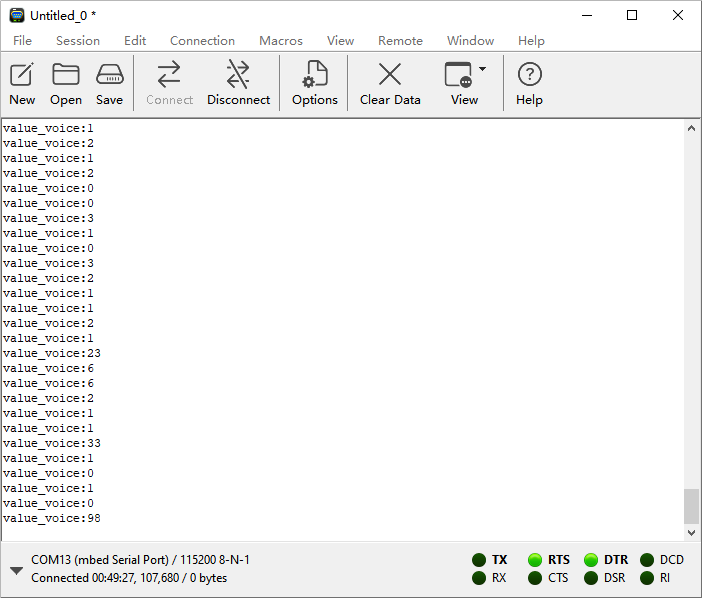 Untitled_0 *
File Session Edit Connection Macros View Remote Window Help
New Open Save Connect Disconnect Options Clear Data View Help
value_voice:1
value_voice:2
value_voice:1
value_voice:2
value_voice:0
value_voice:0
value_voice:3
value_voice:1
value_voice:0
value_voice:3
value_voice:2
value_voice:1
value_voice:1
value_voice:2
value_voice:1
value_voice:23
value_voice:6
value_voice:6
value_voice:2
value_voice:1
value_voice:1
value_voice:33
value_voice:1
value_voice:0
value_voice:1
value_voice:0
value_voice:98
COM13 (mbed Serial Port) / 115200 8-N-1 TX RTS DTR DCD
Connected 00:49:27, 107,680 / 0 bytes RX CTS DSR RI